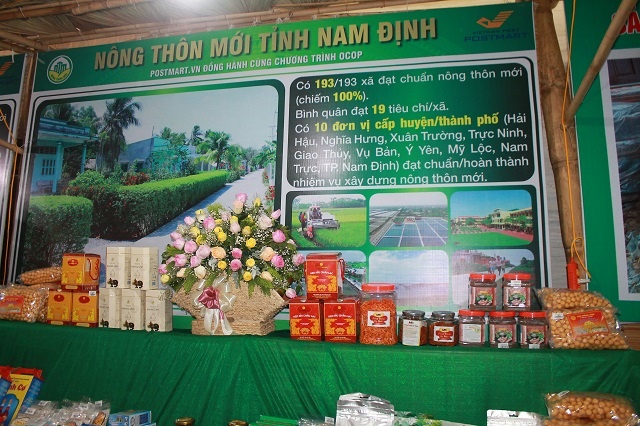 NÔNG THÔN MỚI TỈNH NAM ĐỊNH
POSTMART.VN ĐỒNG HÀNH CÙNG CHƯƠNG TRÌNH OCOP
POSTMART
Có 193/193 xã đạt chuẩn nông thôn mới
(chiếm 100%).
Bình quân đạt 19 tiêu chí/xã.
Có 10 đơn vị cấp huyện/thành phố (Hải
Hậu, Nghĩa Hưng, Xuân Trường, Trực Ninh,
Giao Thủy, Vụ Bản, Ý Yên, Mỹ Lộc, Nam
Trực, TP. Nam Định) đạt chuẩn/hoàn thành
nhiệm vụ xây dựng nông thôn mới.